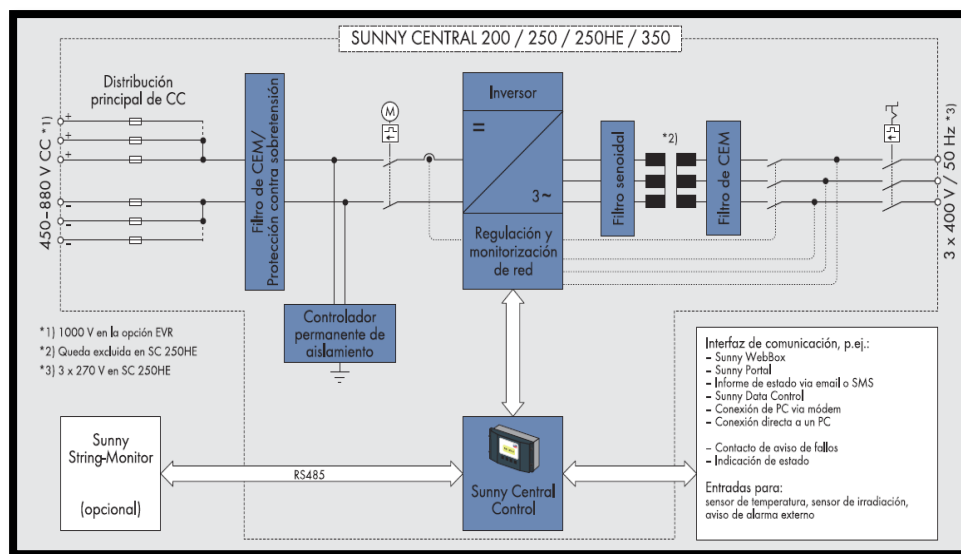 SUNNY CENTRAL 200 / 250 / 250HE / 350
Distribución
principal de CC
450–880 V CC *1)
+
+
+
-
-
-
Filtro de CEM/
Protección contra sobretensión
M
Inversor
=
3~
Regulación y
monitorización
de red
Filtro senoidal
*2)
Filtro de CEM
3 x 400 V / 50 Hz *3)
Controlador
permanente de
aislamiento
*1) 1000 V en la opción EVR
*2) Queda excluida en SC 250HE
*3) 3 x 270 V en SC 250HE
Sunny
String-Monitor
(opcional)
RS485
Sunny Central
Control
Interfaz de comunicación, p.ej.:
– Sunny WebBox
– Sunny Portal
– Informe de estado via email o SMS
– Sunny Data Control
– Conexión de PC via módem
– Conexión directa a un PC
– Contacto de aviso de fallos
– Indicación de estado
Entradas para:
sensor de temperatura, sensor de irradiación,
aviso de alarma externo